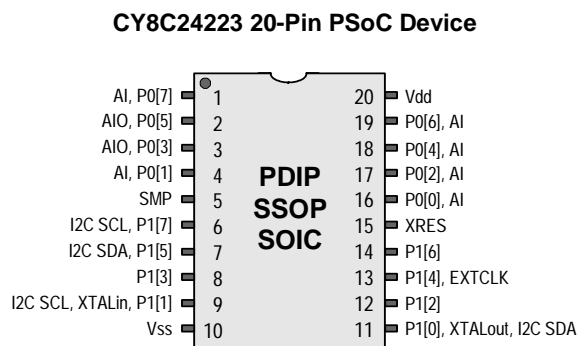 CY8C24223 20-Pin PSoC Device
AI, P0[7] 1 20 Vdd
AIO, P0[5] 2 19 P0[6], AI
AIO, P0[3] 3 18 P0[4], AI
AI, P0[1] 4 17 P0[2], AI
SMP 5 16 P0[0], AI
I2C SCL, P1[7] 6 15 XRES
I2C SDA, P1[5] 7 14 P1[6]
P1[3] 8 13 P1[4], EXTCLK
I2C SCL, XTALin, P1[1] 9 12 P1[2]
Vss 10 11 P1[0], XTALout, I2C SDA
PDIP
SSOP
SOIC